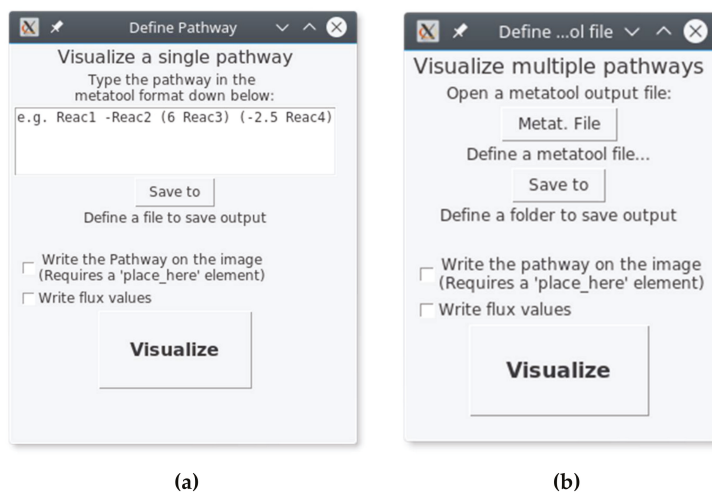 Define Pathway
Visualize a single pathway
Type the pathway in the
metatool format down below:
e.g. Reac1 -Reac2 (6 Reac3) (-2.5 Reac4)
Save to
Define a file to save output
Write the Pathway on the image
(Requires a 'place_here' element)
Write flux values
Visualize
(a)
Define ...ol file
Visualize multiple pathways
Open a metatool output file:
Metat. File
Define a metatool file...
Save to
Define a folder to save output
Write the pathway on the image
(Requires a 'place_here' element)
Write flux values
Visualize
(b)